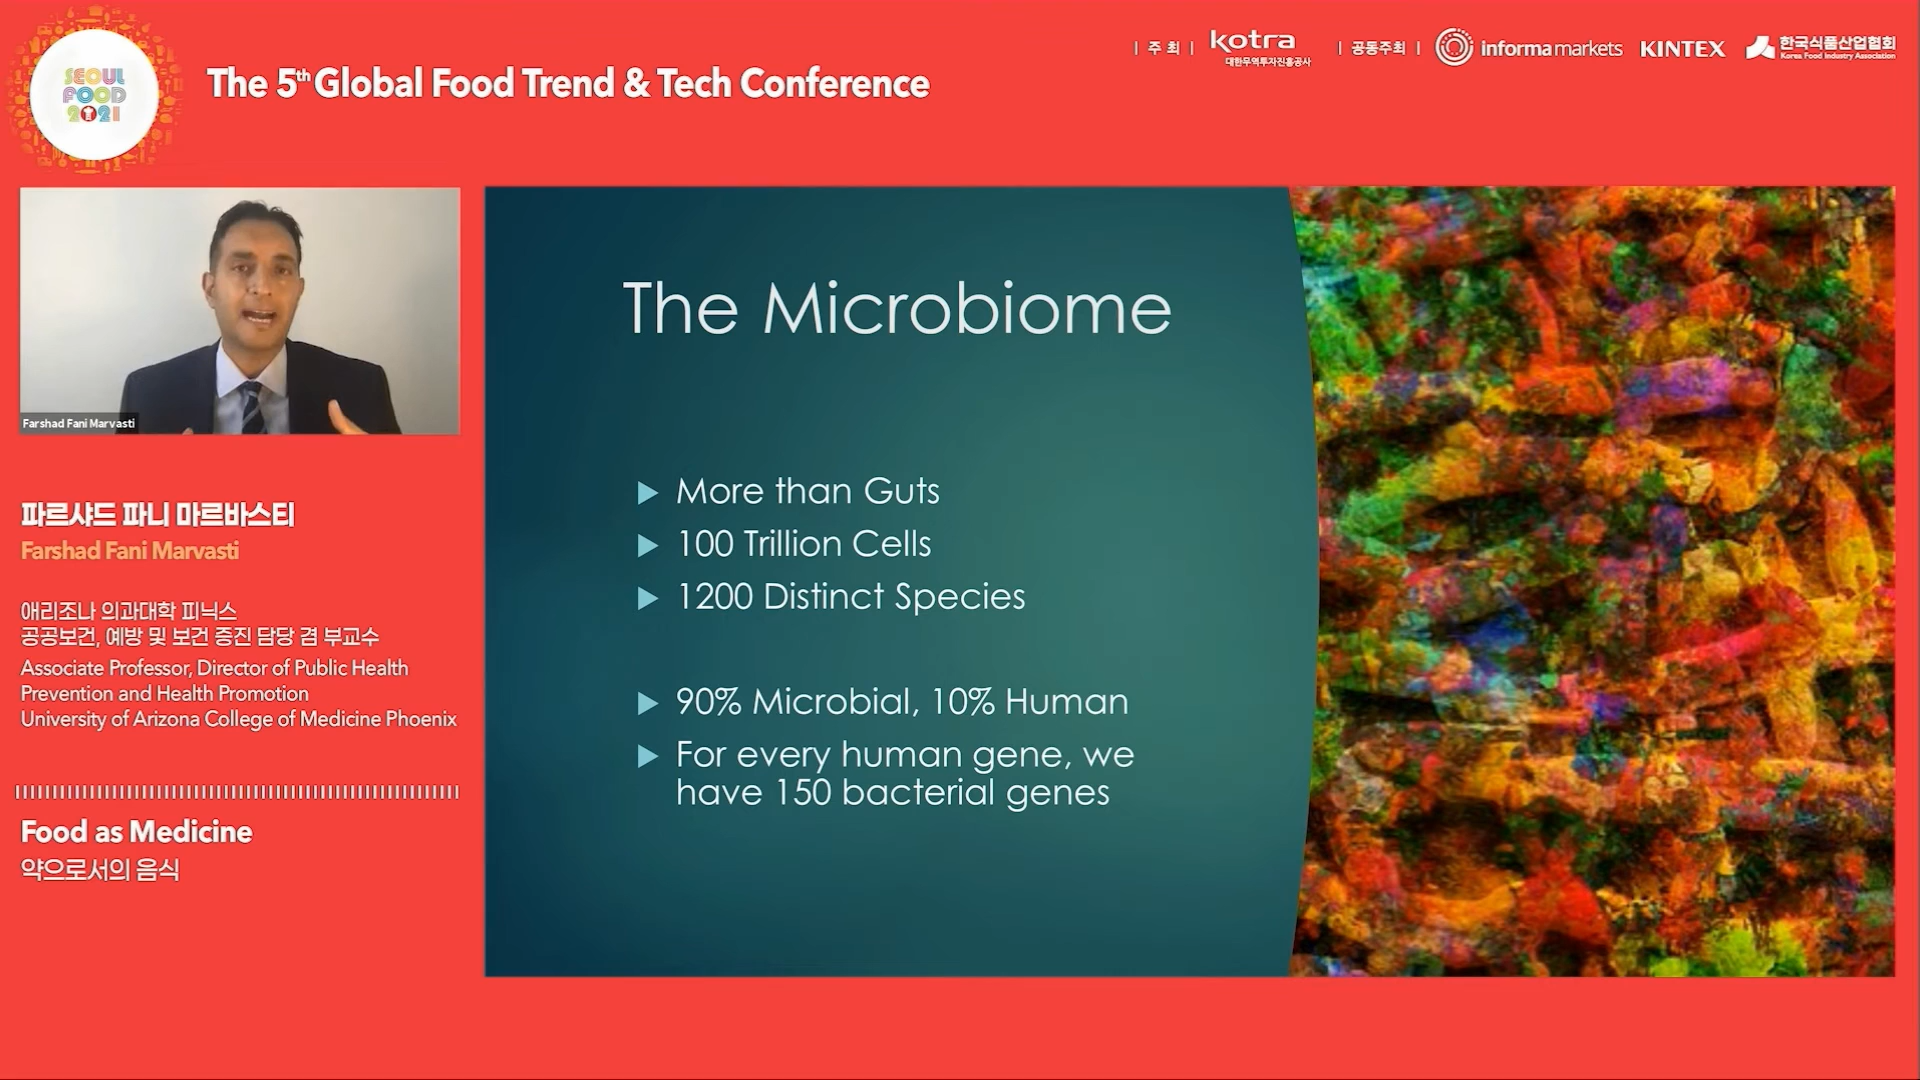 SEOUL
FOOD
2021
The 5th Global Food Trend & Tech Conference
| 주 최 |
kotra
대한무역투자진흥공사
| 공동주최 |
informa markets
KINTEX
한국식품산업협회
Korea Food Industry Association
Farshad Fani Marvasti
파르샤드 파니 마르바스티
Farshad Fani Marvasti
애리조나 의과대학 피닉스
공공보건, 예방 및 보건 증진 담당 겸 부교수
Associate Professor, Director of Public Health
Prevention and Health Promotion
University of Arizona College of Medicine Phoenix
Food as Medicine
약으로서의 음식
The Microbiome
More than Guts
100 Trillion Cells
1200 Distinct Species
90% Microbial, 10% Human
For every human gene, we
have 150 bacterial genes